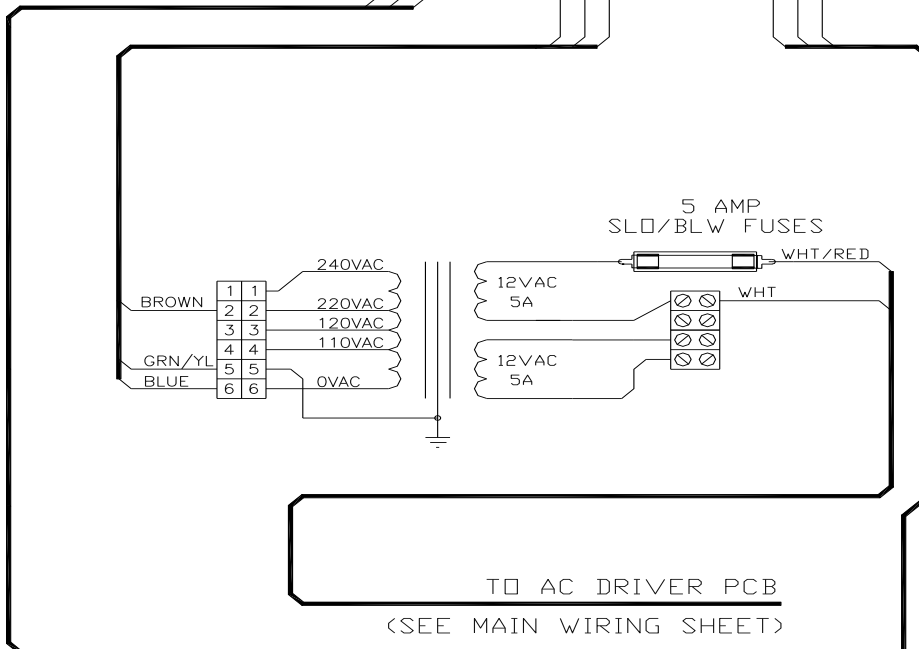 5 AMP
SLO/BLW FUSES
WHT/RED
240VAC
12VAC
5A
WHT
BROWN
1 1
220VAC
2 2
120VAC
3 3
110VAC
4 4
GRN/YL
5 5
12VAC
5A
BLUE
6 6
0VAC
TO AC DRIVER PCB
(SEE MAIN WIRING SHEET)